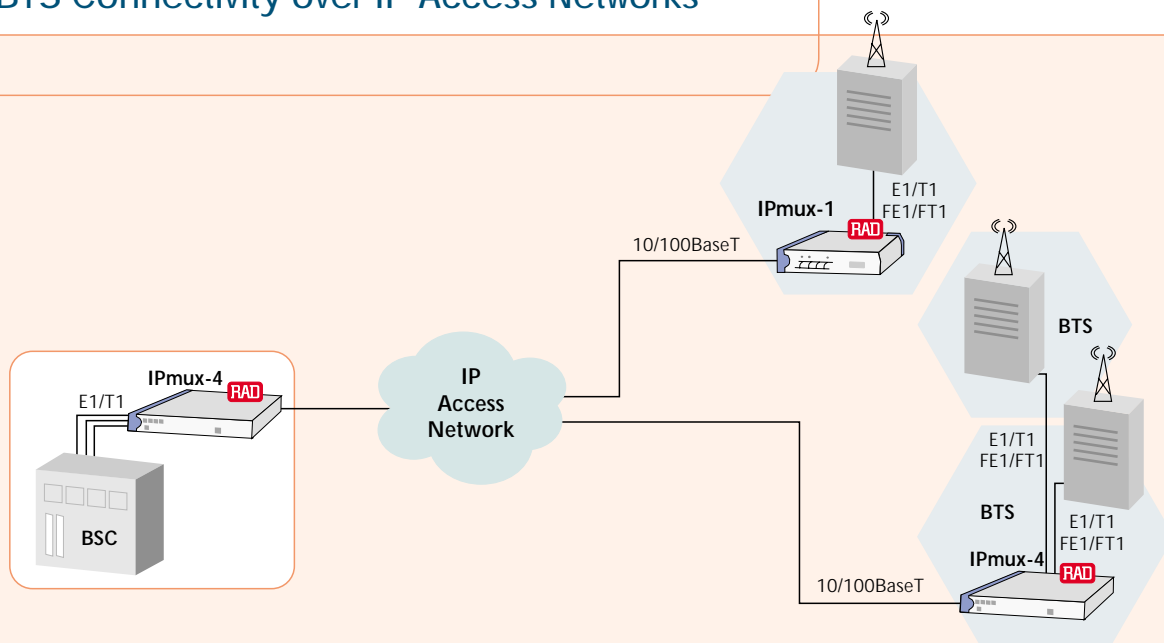 BTS Connectivity over IP Access Networks
E1/T1
FE1/FT1
IPmux-1
RAD
10/100BaseT
BTS
IPmux-4
RAD
E1/T1
BSC
IP
Access
Network
E1/T1
FE1/FT1
BTS
E1/T1
FE1/FT1
IPmux-4
RAD
10/100BaseT